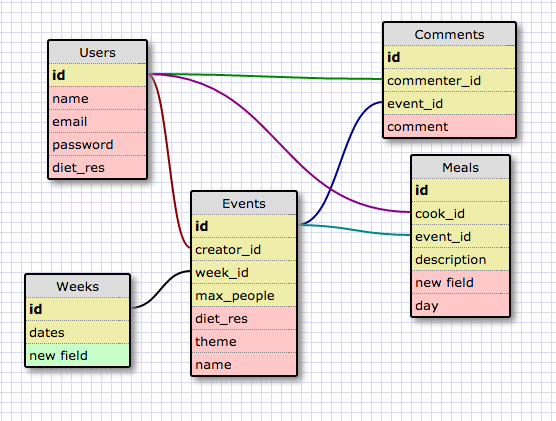 Users
id
name
email
password
diet_res
Comments
id
commenter_id
event_id
comment
Meals
id
cook_id
event_id
description
new field
day
Events
id
creator_id
week_id
max_people
diet_res
theme
name
Weeks
id
dates
new field